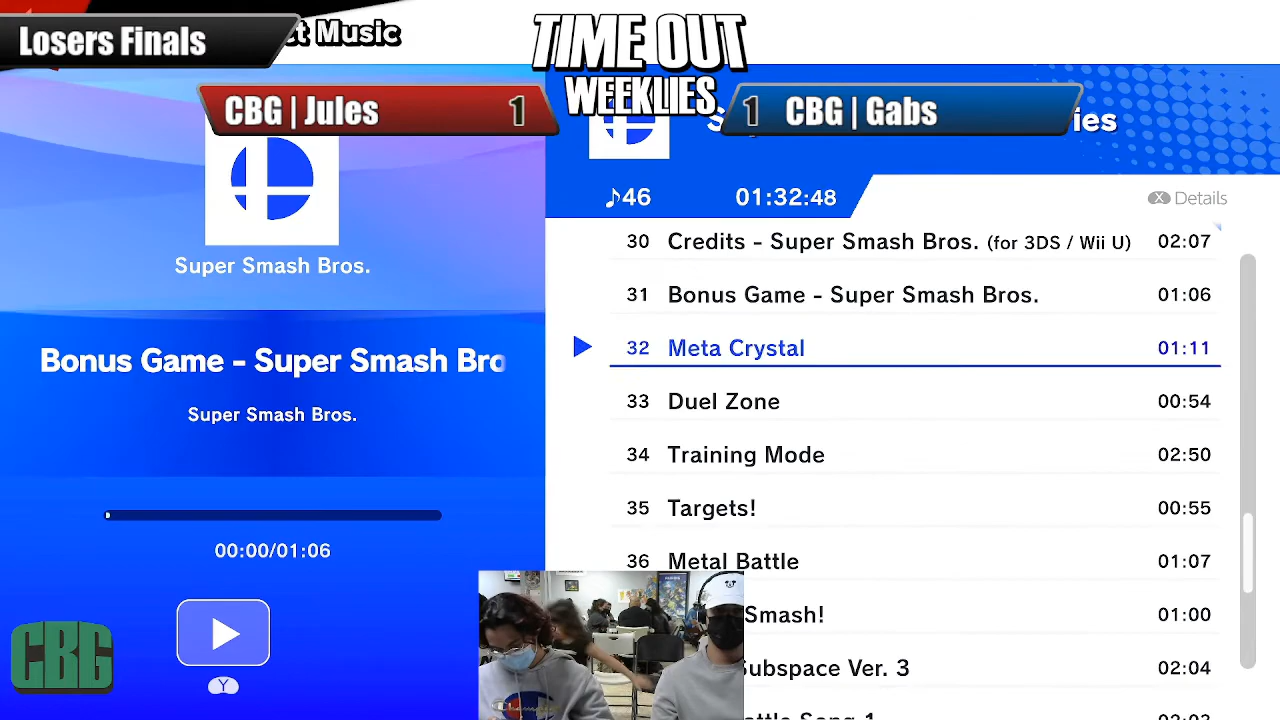 Losers Finals
ct Music
TIME OUT
WEEKLIES
CBG | Jules 1
1 CBG | Gabs
ies
♪46 01:32:48
X Details
Super Smash Bros.
Bonus Game - Super Smash Bro
Super Smash Bros.
00:00/01:06
Y
CBG
30 Credits - Super Smash Bros. (for 3DS / Wii U) 02:07
31 Bonus Game - Super Smash Bros. 01:06
32 Meta Crystal 01:11
33 Duel Zone 00:54
34 Training Mode 02:50
35 Targets! 00:55
36 Metal Battle 01:07
Smash! 01:00
Subspace Ver. 3 02:04